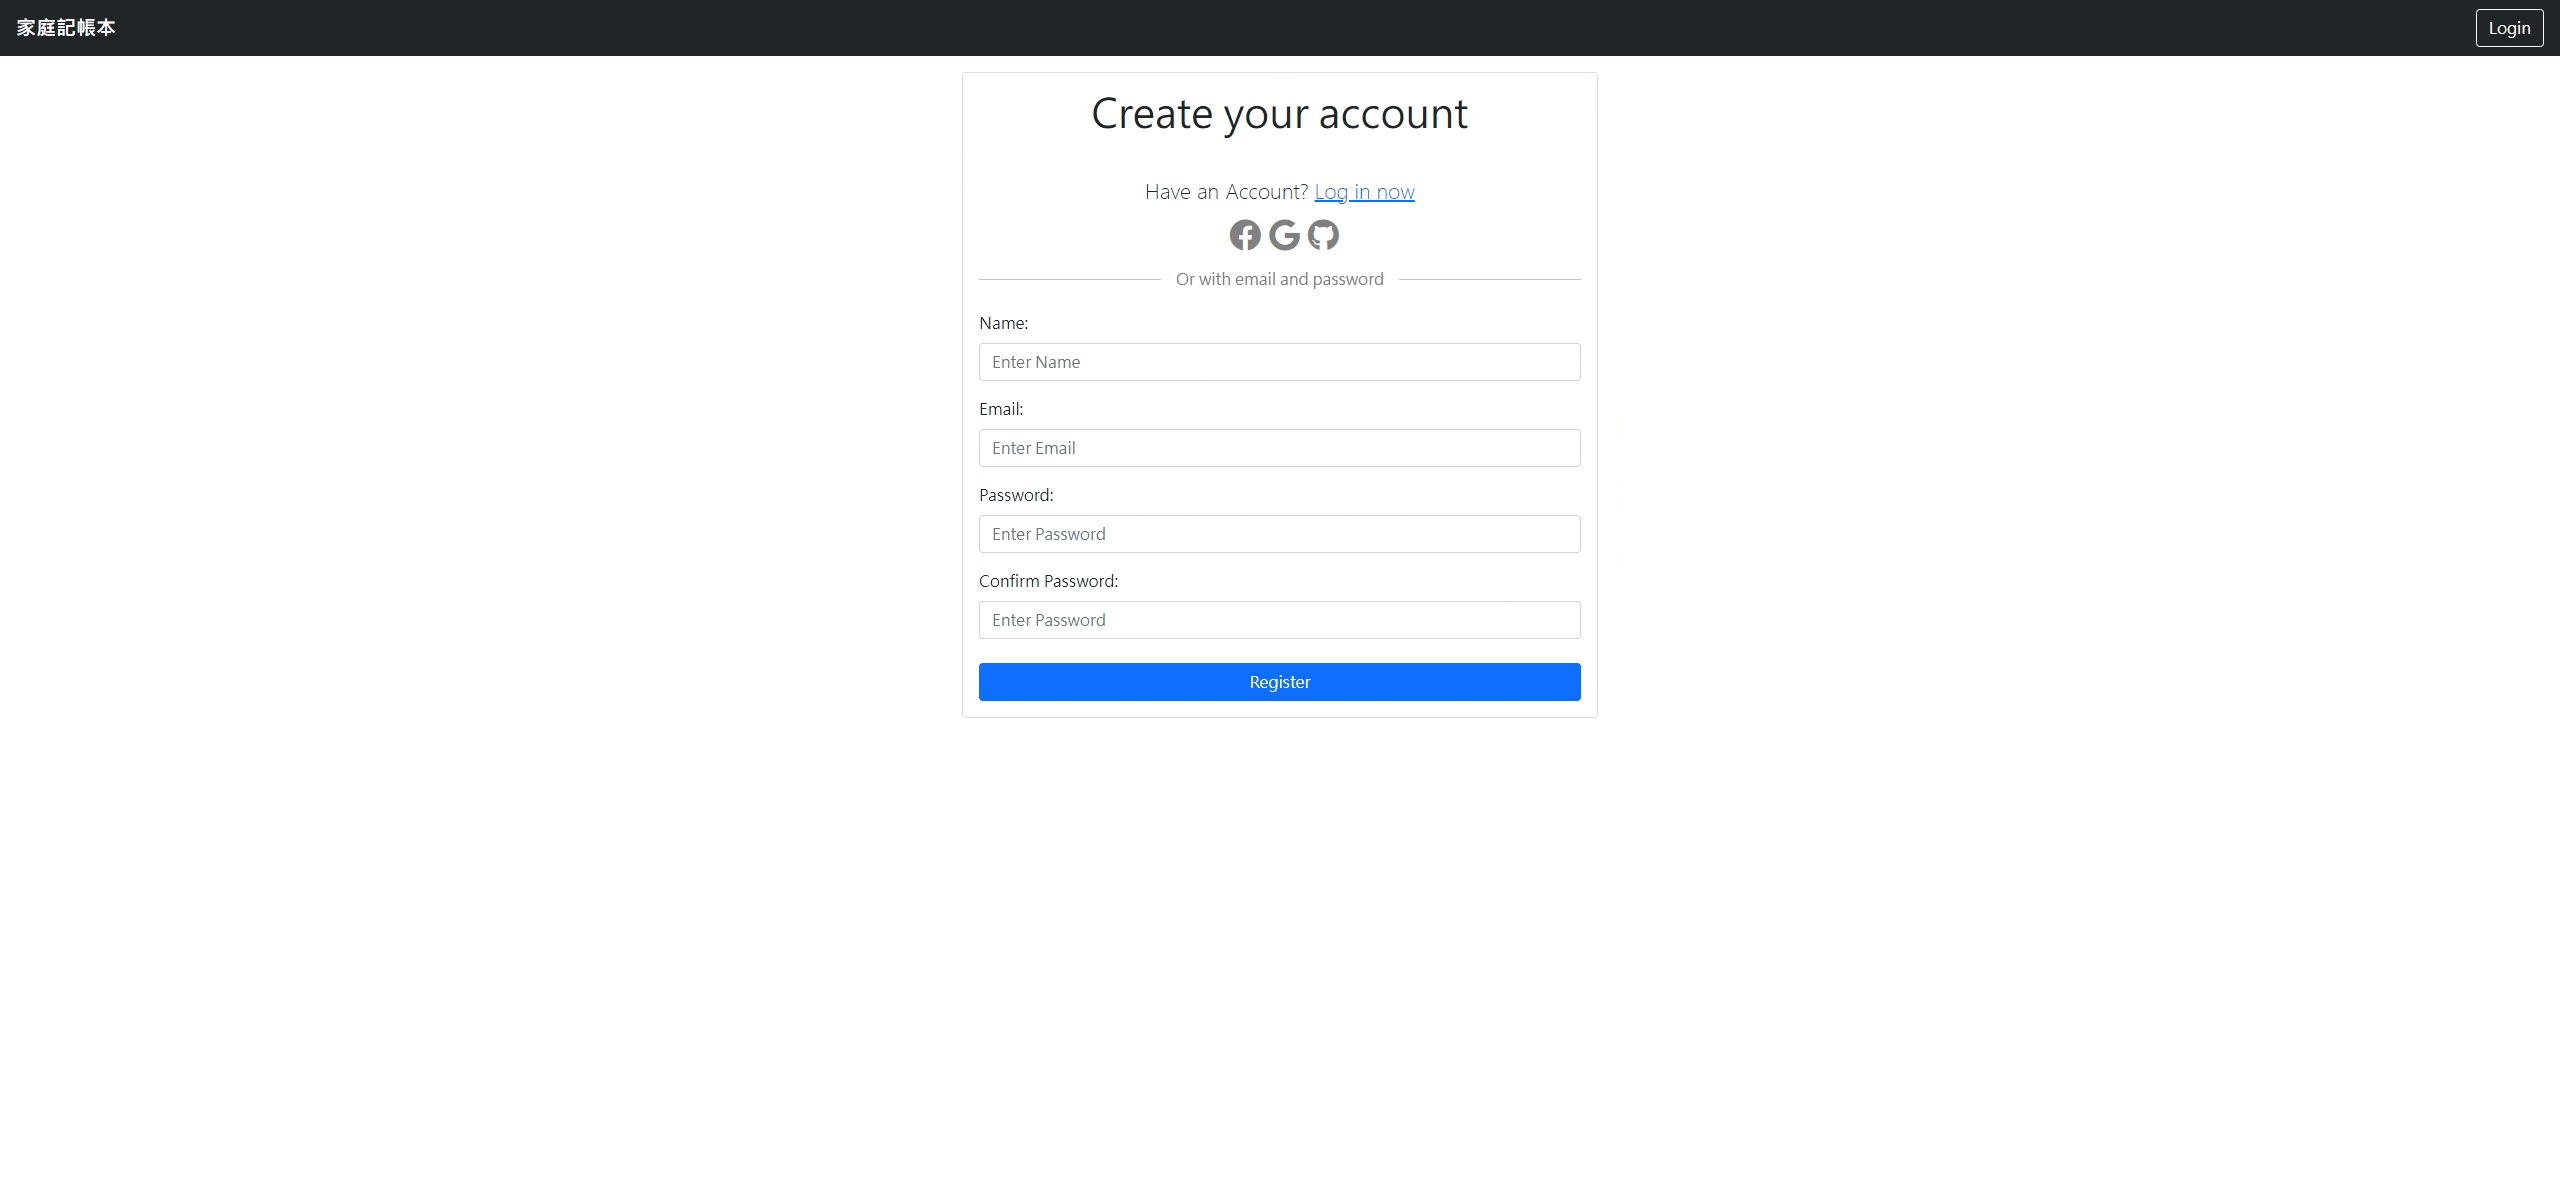 家庭記帳本
Login
Create your account
Have an Account? Log in now
Or with email and password
Name:
Enter Name
Email:
Enter Email
Password:
Enter Password
Confirm Password:
Enter Password
Register